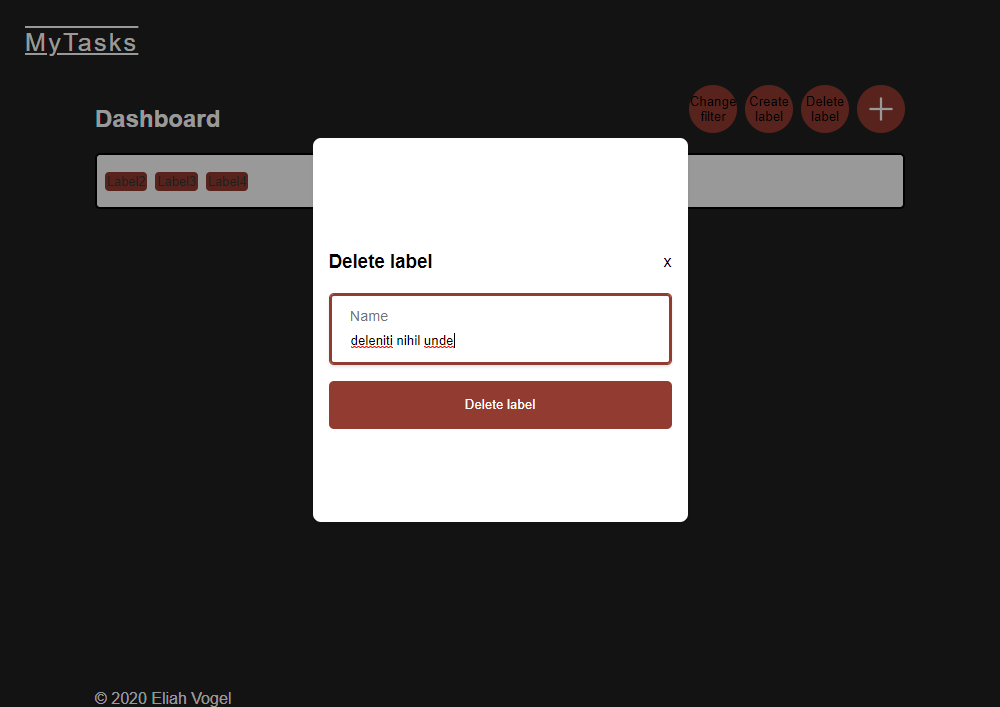 MyTasks
Dashboard
Change filter
Create label
Delete label
Label2 Label3 Label4
Delete label
x
Name
deleniti nihil unde
Delete label
© 2020 Eliah Vogel